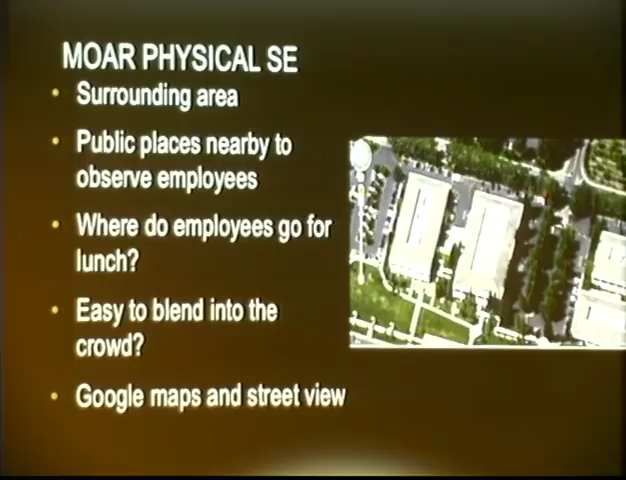 MOAR PHYSICAL SE
• Surrounding area
• Public places nearby to
observe employees
• Where do employees go for
lunch?
• Easy to blend into the
crowd?
• Google maps and street view